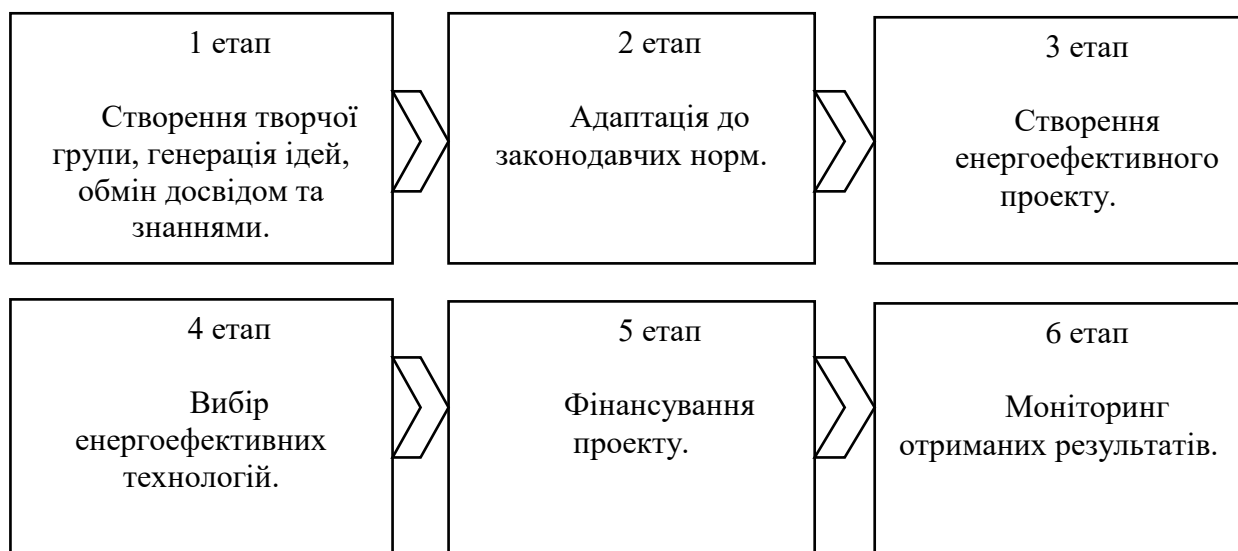 1 етап
Створення творчої
групи, генерація ідей,
обмін досвідом та
знаннями.
2 етап
Адаптація до
законодавчих норм.
3 етап
Створення
енергоефективного
проекту.
4 етап
Вибір
енергоефективних
технологій.
5 етап
Фінансування
проекту.
6 етап
Моніторинг
отриманих результатів.